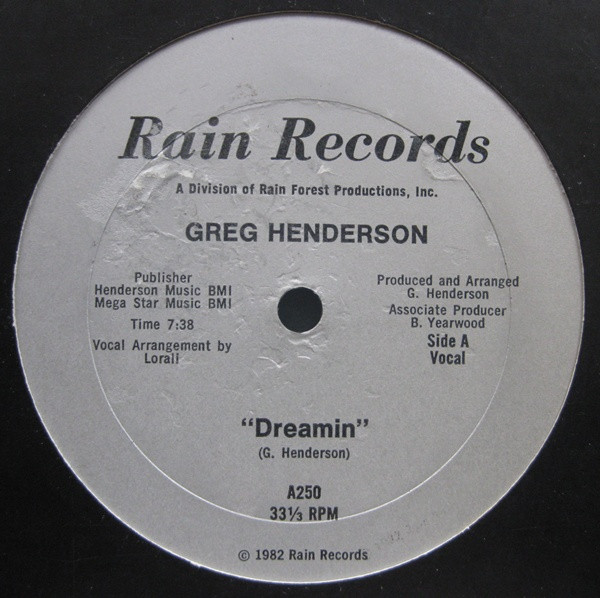 Rain Records
A Division of Rain Forest Productions, Inc.
GREG HENDERSON
Publisher
Henderson Music BMI
Mega Star Music BMI
Time 7:38
Vocal Arrangement by
Lorali
Produced and Arranged
G. Henderson
Associate Producer
B. Yearwood
Side A
Vocal
“Dreamin”
(G. Henderson)
A250
33⅓ RPM
© 1982 Rain Records